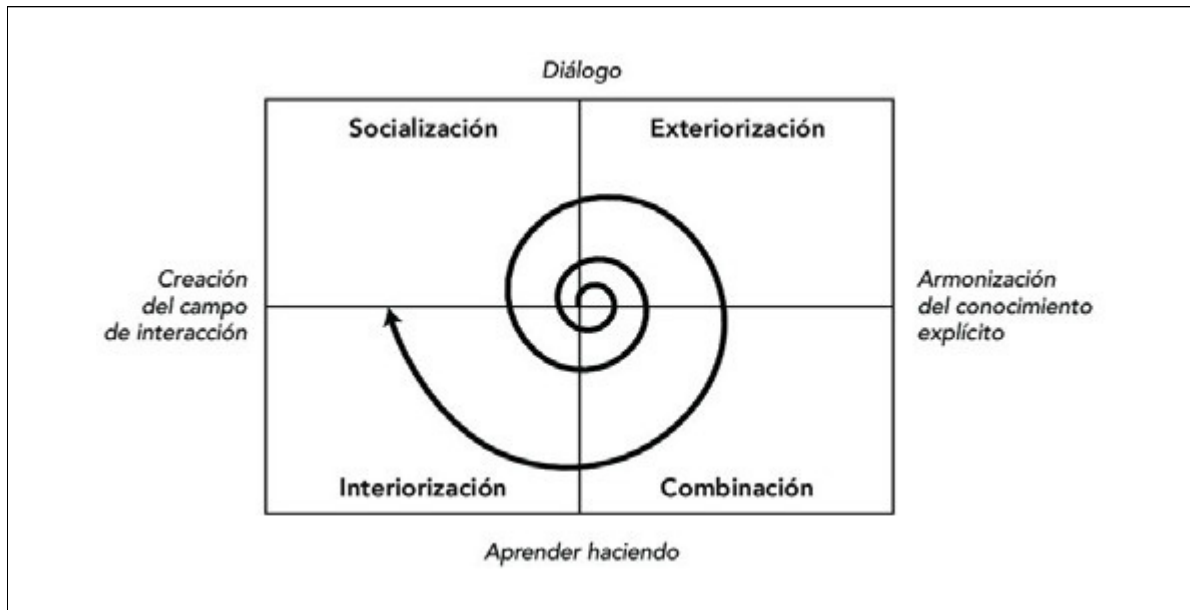 Diálogo
Socialización
Exteriorización
Creación
del campo
de interacción
Armonización
del conocimiento
explícito
Interiorización
Combinación
Aprender haciendo